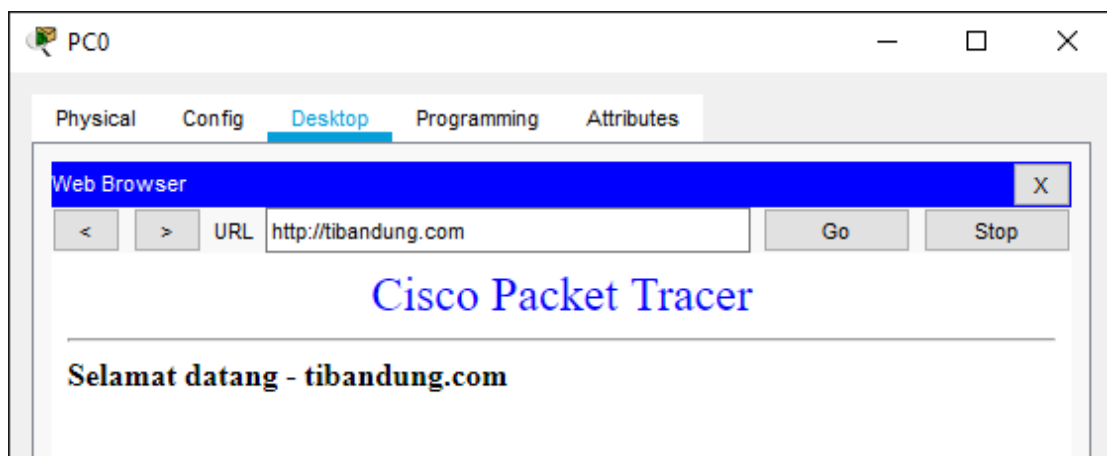 PC0
Physical Config Desktop Programming Attributes
Web Browser X
< > URL http://tibandung.com Go Stop
Cisco Packet Tracer
Selamat datang - tibandung.com